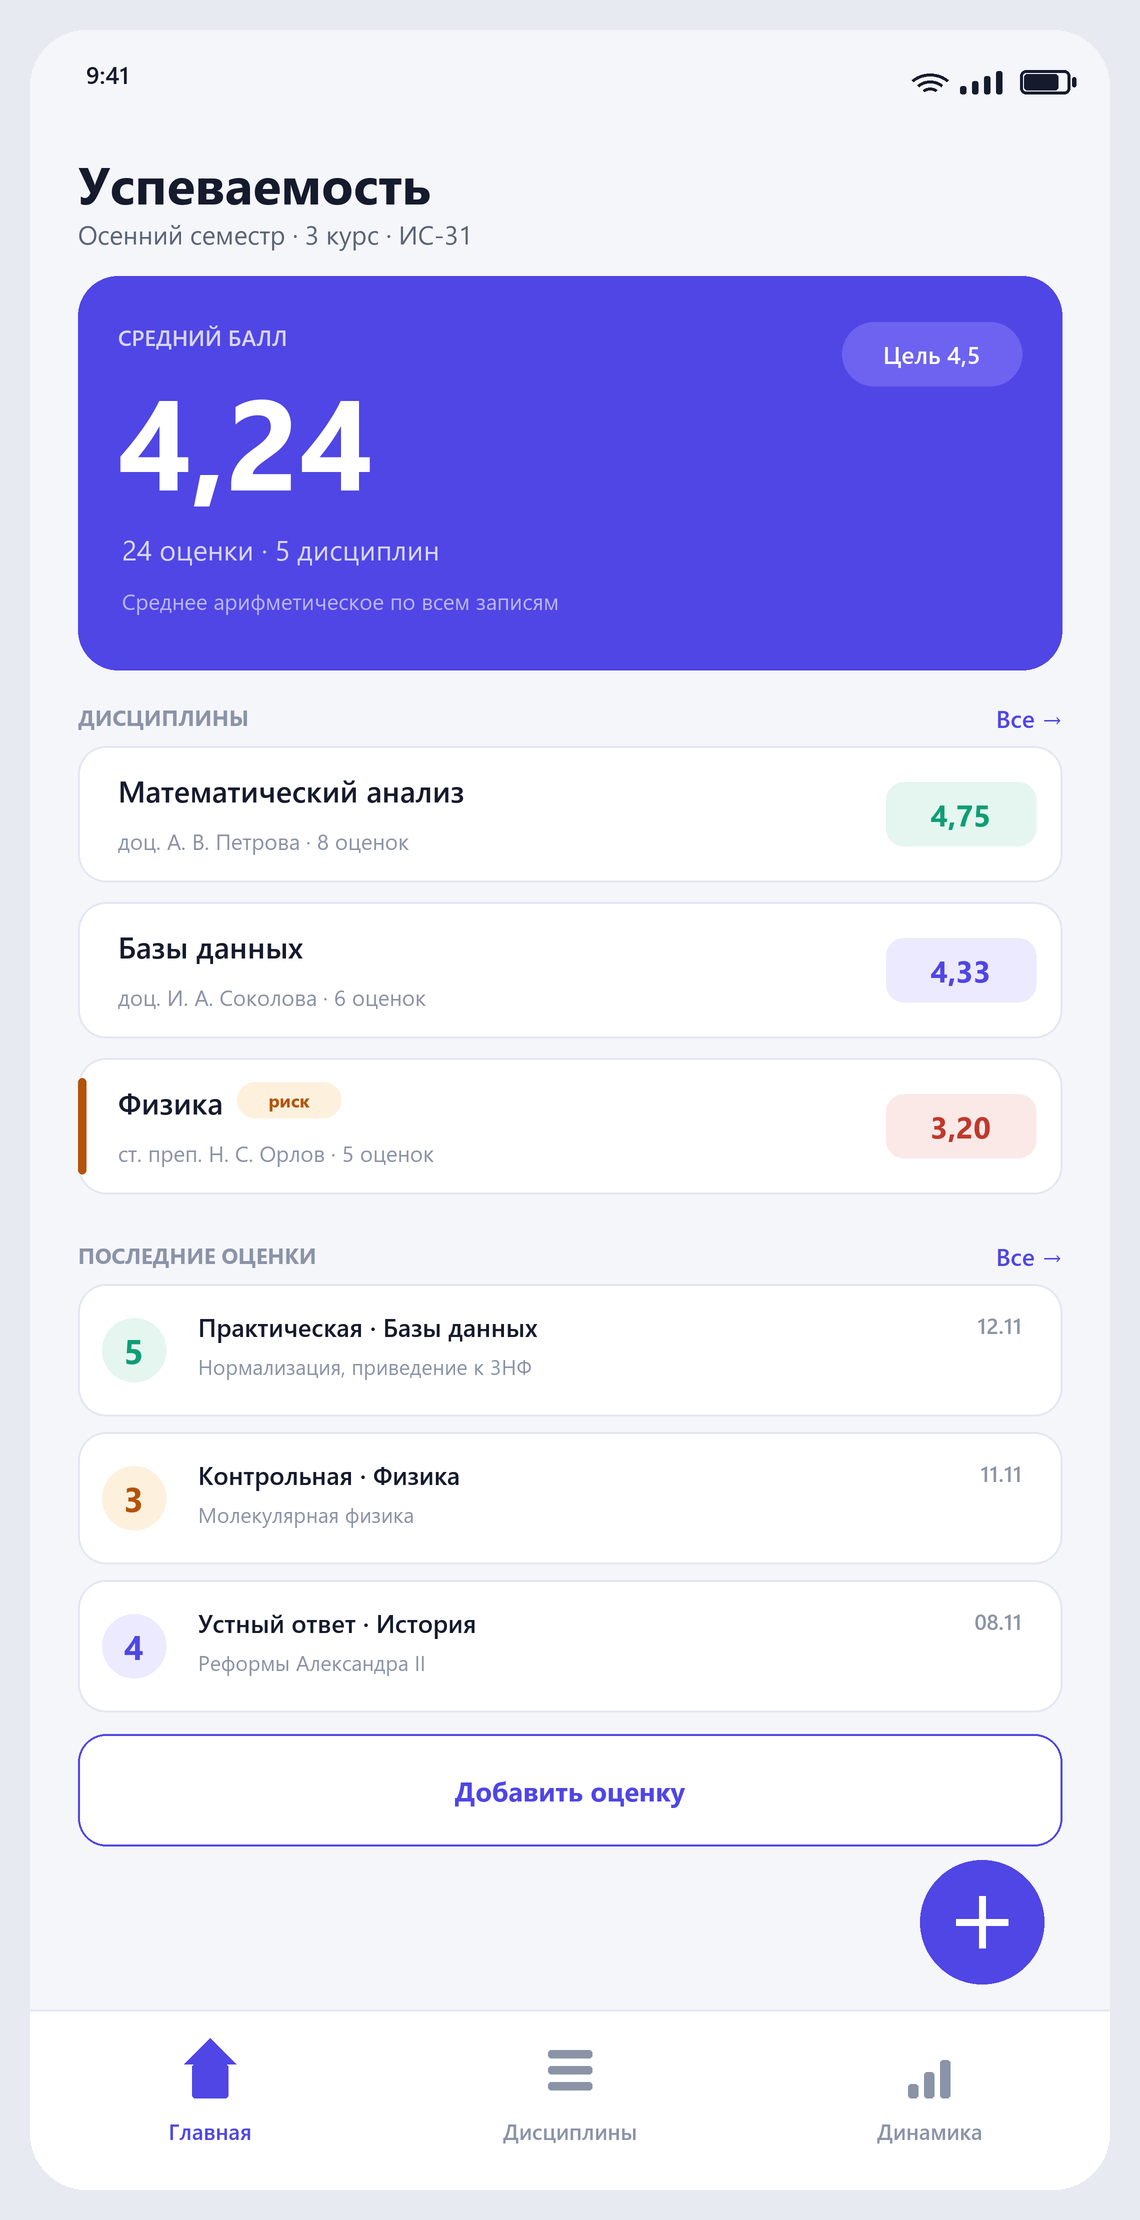 9:41
Успеваемость
Осенний семестр · 3 курс · ИС-31
СРЕДНИЙ БАЛЛ
Цель 4,5
4,24
24 оценки · 5 дисциплин
Среднее арифметическое по всем записям
ДИСЦИПЛИНЫ
Все →
Математический анализ
доц. А. В. Петрова · 8 оценок
4,75
Базы данных
доц. И. А. Соколова · 6 оценок
4,33
Физика риск
ст. преп. Н. С. Орлов · 5 оценок
3,20
ПОСЛЕДНИЕ ОЦЕНКИ
Все →
5
Практическая · Базы данных
12.11
Нормализация, приведение к 3НФ
3
Контрольная · Физика
11.11
Молекулярная физика
4
Устный ответ · История
08.11
Реформы Александра II
Добавить оценку
Главная
Дисциплины
Динамика